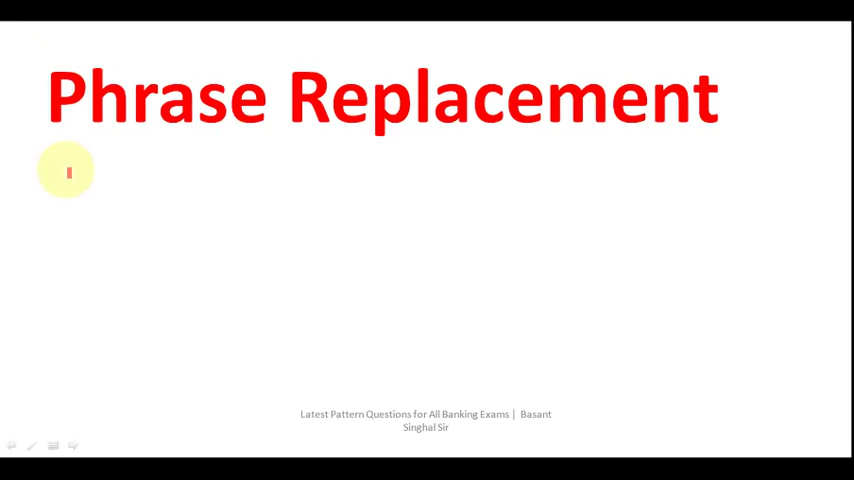 Phrase Replacement
Latest Pattern Questions for All Banking Exams | Basant
Singhal Sir